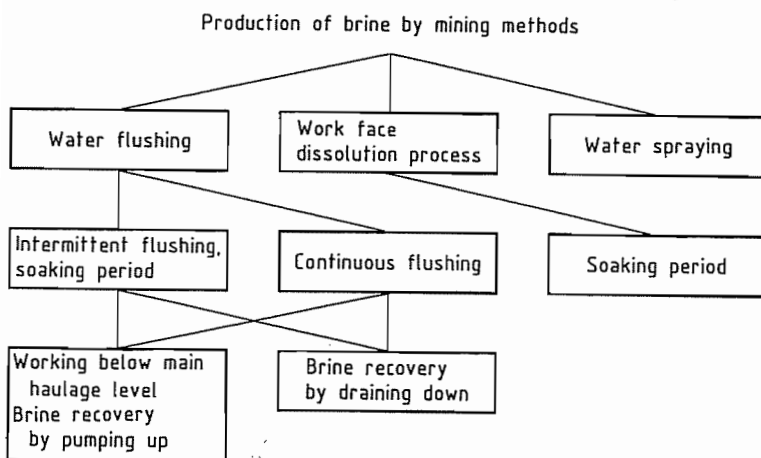 Production of brine by mining methods
Water flushing
Work face
dissolution process
Water spraying
Intermittent flushing,
soaking period
Continuous flushing
Soaking period
Working below main
haulage level
Brine recovery
by pumping up
Brine recovery
by draining down